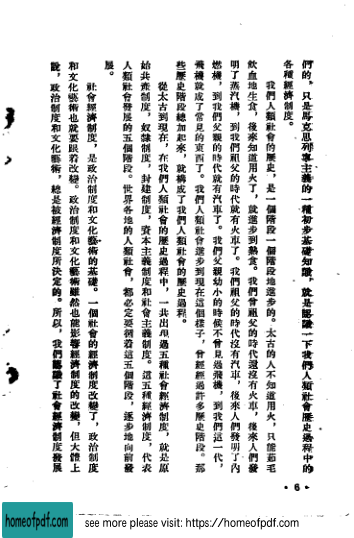 們的，只是馬克思列寧主義的一種初步基礎知識，就是認識一下我們人類社會歷史過程中的
各種經濟制度。
我們人類社會的歷史，是一個階段一個階段地進步的。太古的人不知道用火，只能茹毛
飲血地生食，後來知道用火了，就進步到熟食。我們曾祖父的時代還沒有火車，後來人們發
明了蒸汽機，到我們祖父的時代就有火車了。我們祖父的時代沒有汽車，後來人們發明了內
燃機，到我們父親的時代就有汽車了。我們父親幼小的時候不曾見過飛機，到我們這一代，
飛機就成了常見的東西了。我們人類社會進步到現在這個樣子，曾經經過許多歷史階段。那
些歷史階段總加起來，就構成了我們人類社會的歷史過程。
從太古到現在，在我們人類社會的歷史過程中，一共出現過五種社會經濟制度，就是原
始共產制度，奴隸制度，封建制度，資本主義制度和社會主義制度。這五種經濟制度，代表
人類社會發展的五個階段。世界各地的人類社會，都必定要朝着這五個階段，逐步地向前發
展。
社會經濟制度，是政治制度和文化藝術的基礎。一個社會的經濟制度改變了，政治制度
和文化藝術也就要跟着改變。政治制度和文化藝術雖然也能影響經濟制度的改變，但大體上
說，政治制度和文化藝術，總是被經濟制度所決定的。所以，我們認識了社會經濟制度發展
· 6 ·
homeofpdf.com
see more please visit: https://homeofpdf.com